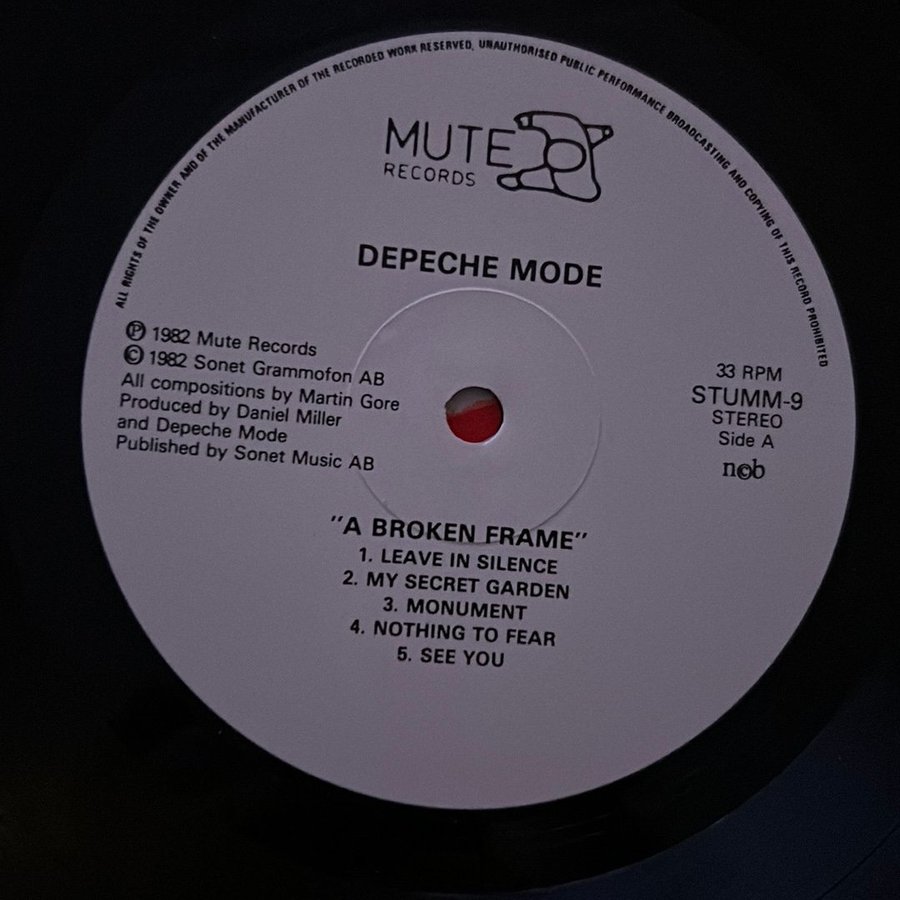 ALL RIGHTS OF THE OWNER AND OF THE MANUFACTURER OF THE RECORDED WORK RESERVED, UNAUTHORISED PUBLIC PERFORMANCE BROADCASTING AND COPYING OF THIS RECORD PROHIBITED
MUTE
RECORDS
DEPECHE MODE
℗ 1982 Mute Records
© 1982 Sonet Grammofon AB
All compositions by Martin Gore
Produced by Daniel Miller
and Depeche Mode
Published by Sonet Music AB
33 RPM
STUMM-9
STEREO
Side A
n©b
"A BROKEN FRAME"
1. LEAVE IN SILENCE
2. MY SECRET GARDEN
3. MONUMENT
4. NOTHING TO FEAR
5. SEE YOU